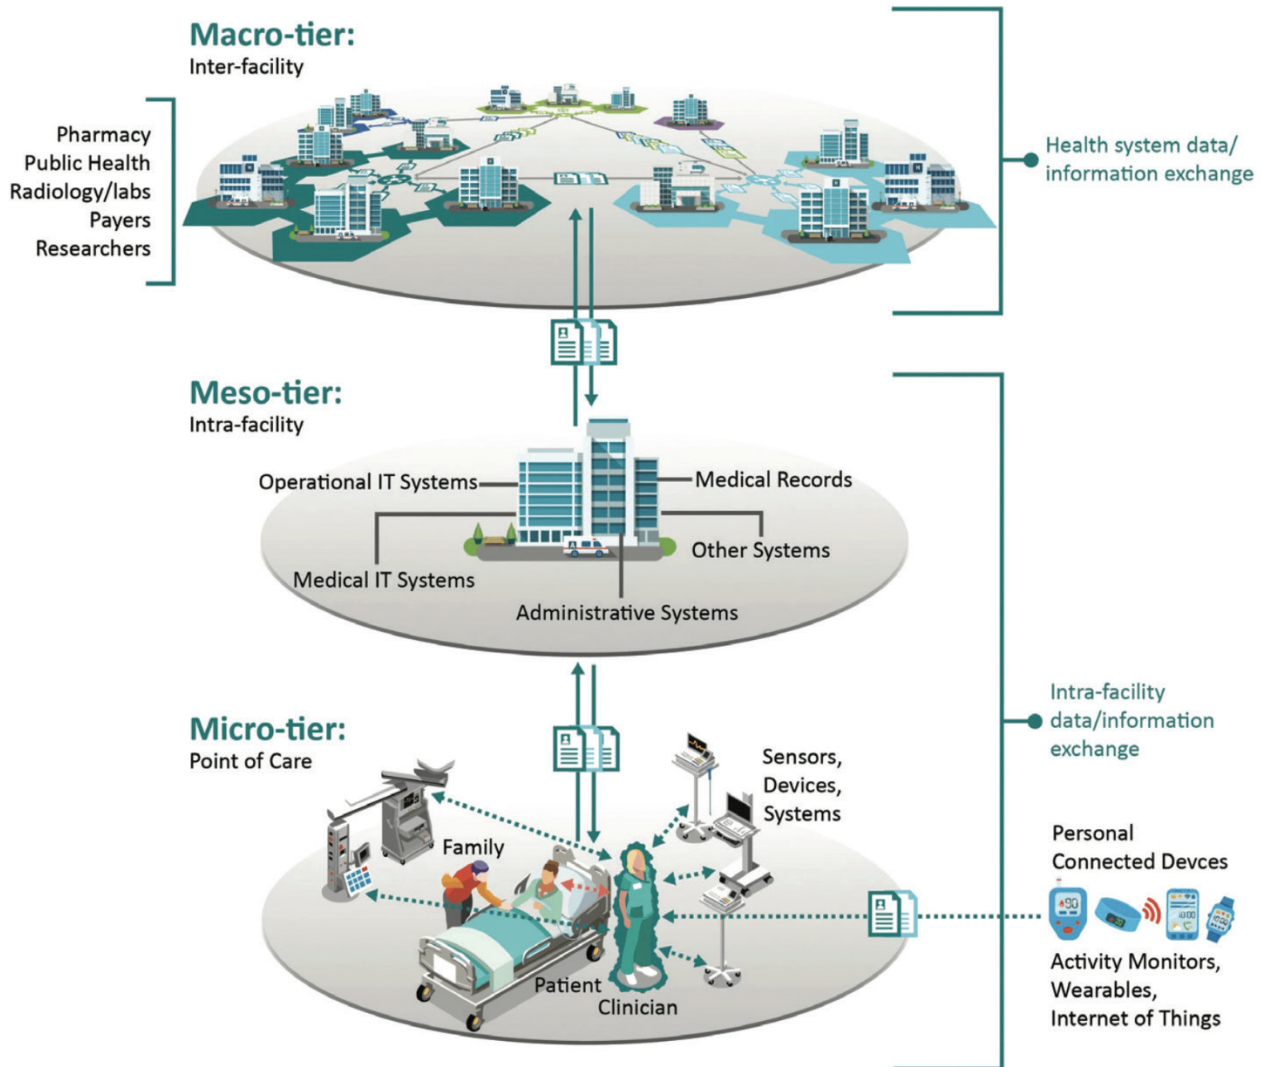 Macro-tier:
Inter-facility
Pharmacy
Public Health
Radiology/labs
Payers
Researchers
Health system data/
information exchange
Meso-tier:
Intra-facility
Operational IT Systems
Medical Records
Medical IT Systems
Other Systems
Administrative Systems
Intra-facility
data/information
exchange
Micro-tier:
Point of Care
Sensors,
Devices,
Systems
Family
Patient
Clinician
Personal
Connected Devces
90
10:00
Activity Monitors,
Wearables,
Internet of Things